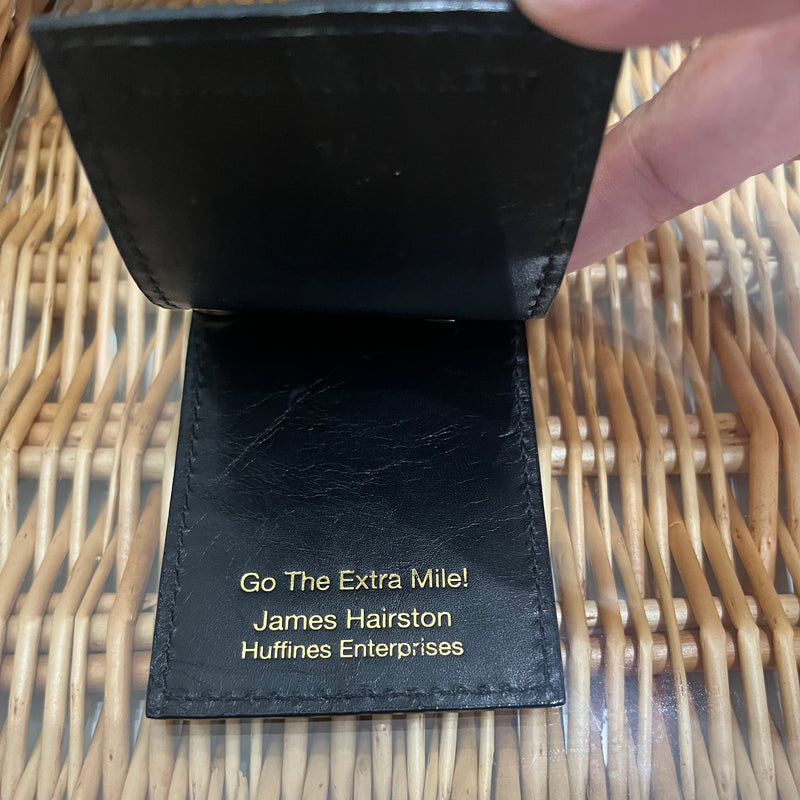 Go The Extra Mile!
James Hairston
Huffines Enterprises